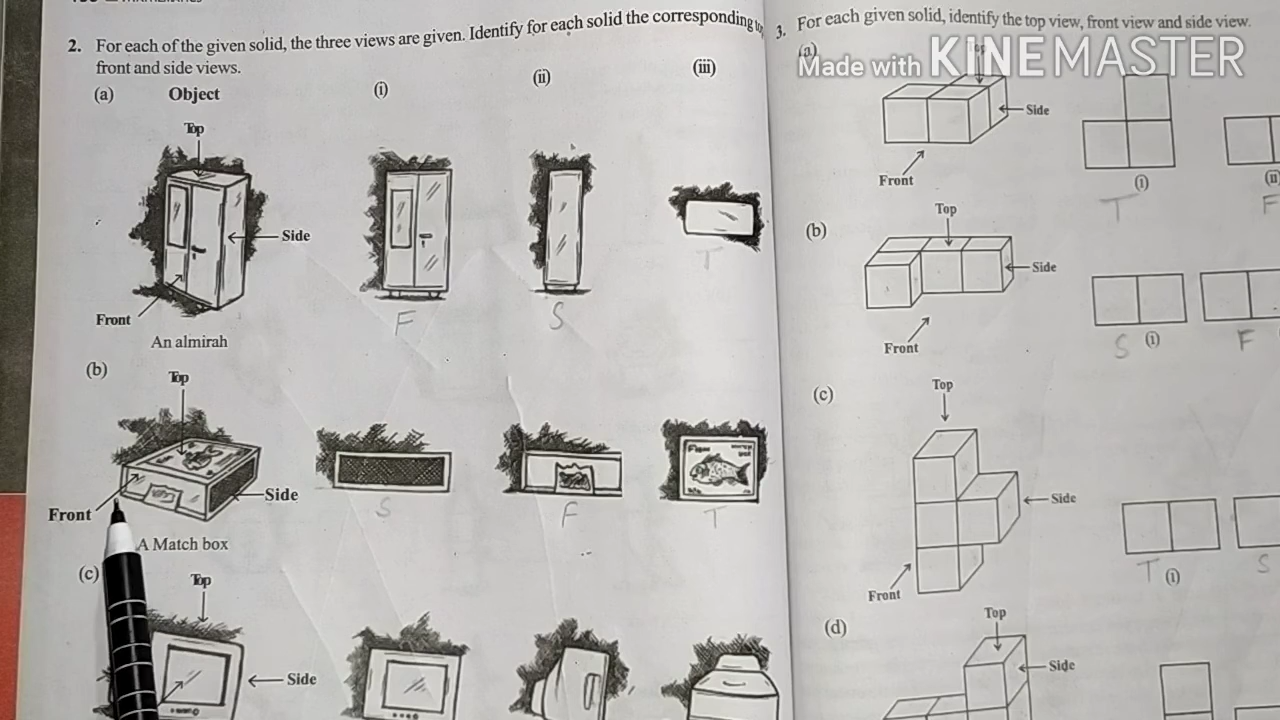 2. For each of the given solid, the three views are given. Identify for each solid the corresponding
front and side views.
(a) Object (i) (ii) (iii)
Top
Side
Front
F S T
An almirah
(b)
Top
Side
Front
S F T
A Match box
(c)
Top
Side
3. For each given solid, identify the top view, front view and side view.
(a)
Made with KINEMASTER
Top
Side
Front
(i) (ii)
T F
(b)
Top
Side
Front
S (i) F
(c)
Top
Side
Front
T (i) S
(d)
Top
Side